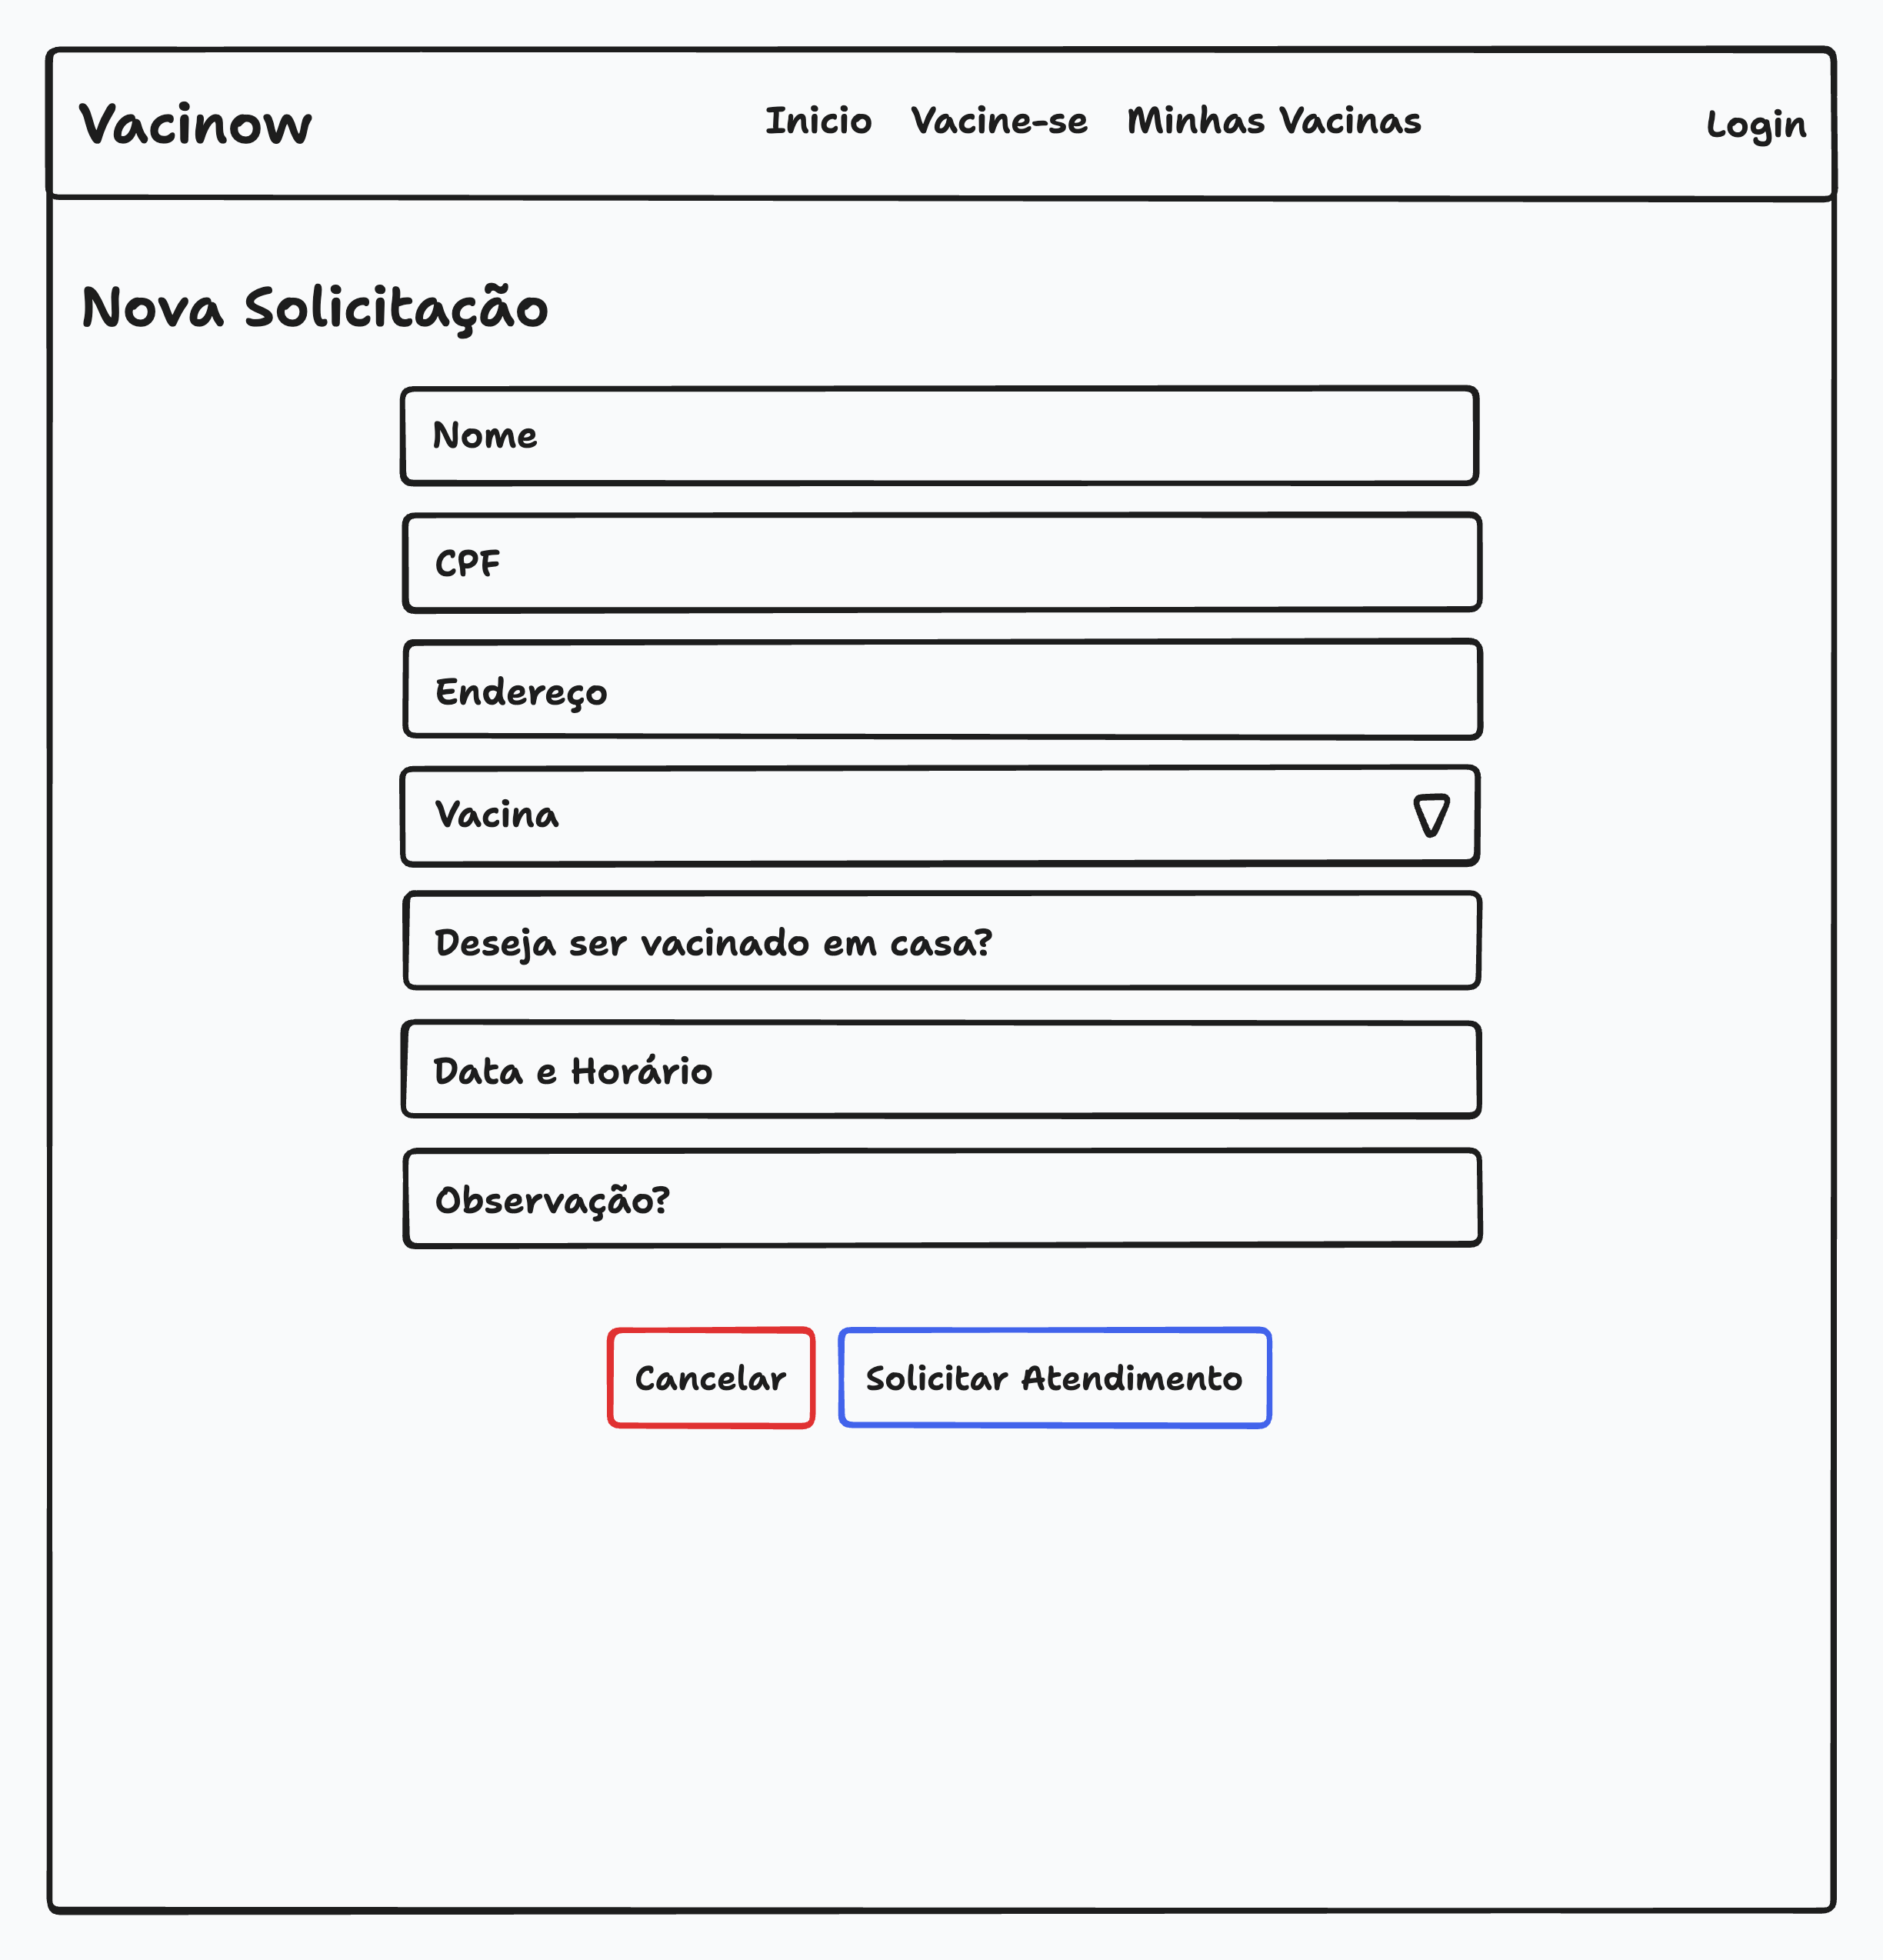 Vacinow
Inicio Vacine-se Minhas Vacinas
Login
Nova Solicitação
Nome
CPF
Endereço
Vacina
Deseja ser vacinado em casa?
Data e Horário
Observação?
Cancelar
Solicitar Atendimento